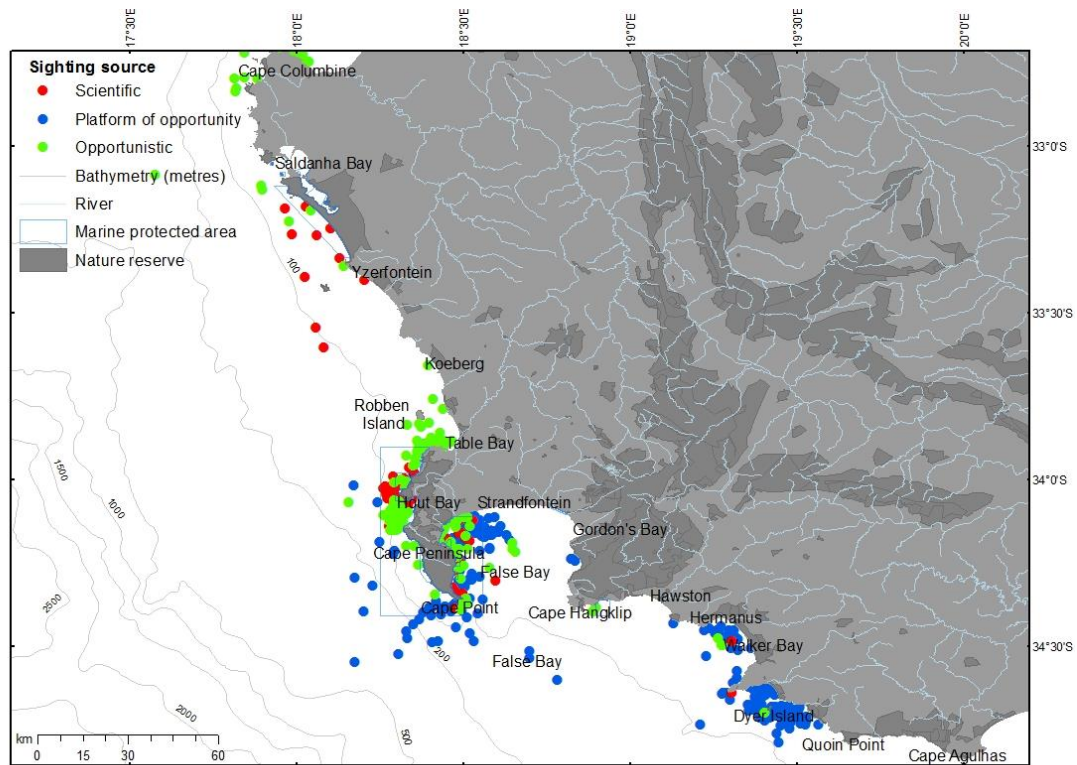 17°30'E
18°0'E
18°30'E
19°0'E
19°30'E
20°0'E
Sighting source
Scientific
Platform of opportunity
Opportunistic
Bathymetry (metres)
River
Marine protected area
Nature reserve
Cape Columbine
33°0'S
Saldanha Bay
100
Yzerfontein
33°30'S
Koeberg
Robben
Island
Table Bay
1500
34°0'S
1000
Hout Bay
Strandfontein
Gordon's Bay
Cape Peninsula
False Bay
2500
Hawston
Cape Point
Cape Hangklip
Hermanus
Walker Bay
200
False Bay
34°30'S
2000
Dyer Island
500
km
0
15
30
60
Quoin Point
Cape Agulhas